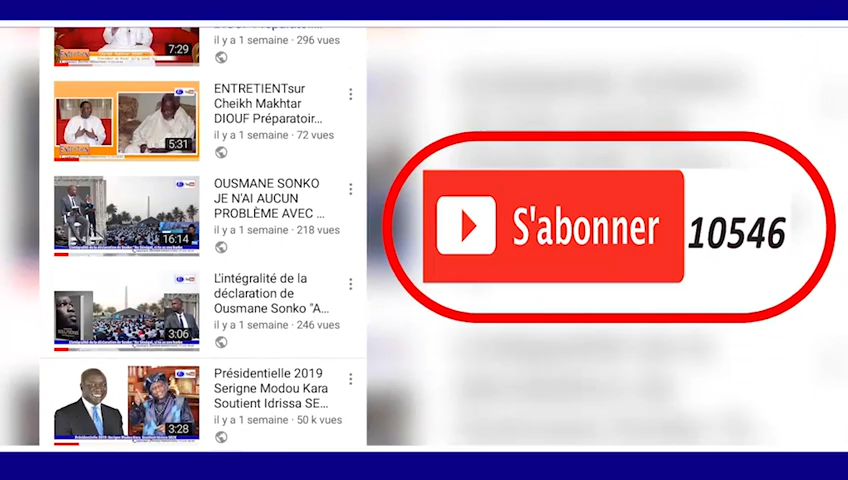 DIOUF Préparatoir...
il y a 1 semaine · 296 vues
7:29
ENTRETIENsur
Cheikh Makhtar
DIOUF Préparatoir...
il y a 1 semaine · 72 vues
5:31
OUSMANE SONKO
JE N'AI AUCUN
PROBLÈME AVEC ...
il y a 1 semaine · 218 vues
16:14
L'intégralité de la
déclaration de
Ousmane Sonko "A...
il y a 1 semaine · 246 vues
3:06
Présidentielle 2019
Serigne Modou Kara
Soutient Idrissa SE...
il y a 1 semaine · 50 k vues
3:28
S'abonner 10546